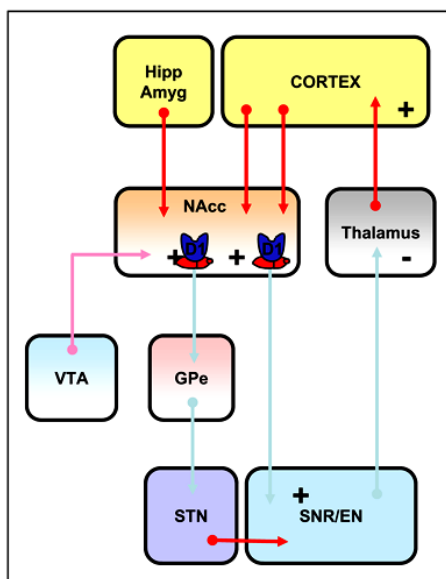 Hipp
Amyg
CORTEX
+
NAcc
+
D1
+
D1
Thalamus
-
VTA
GPe
STN
+
SNR/EN